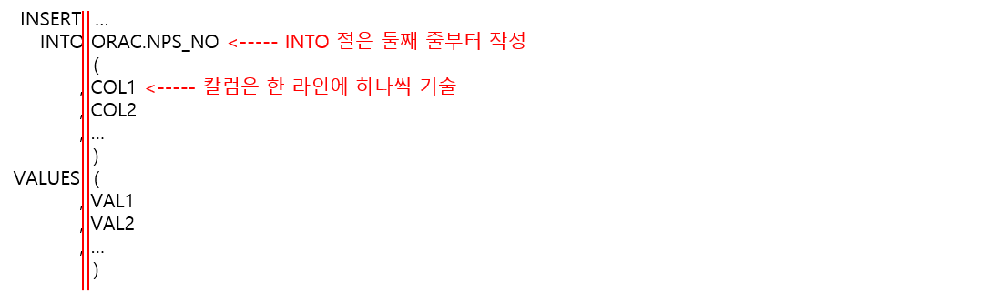 INSERT ...
INTO ORAC.NPS_NO <----- INTO 절은 둘째 줄부터 작성
(
, COL1 <----- 칼럼은 한 라인에 하나씩 기술
, COL2
, ...
)
VALUES (
, VAL1
, VAL2
, ...
)